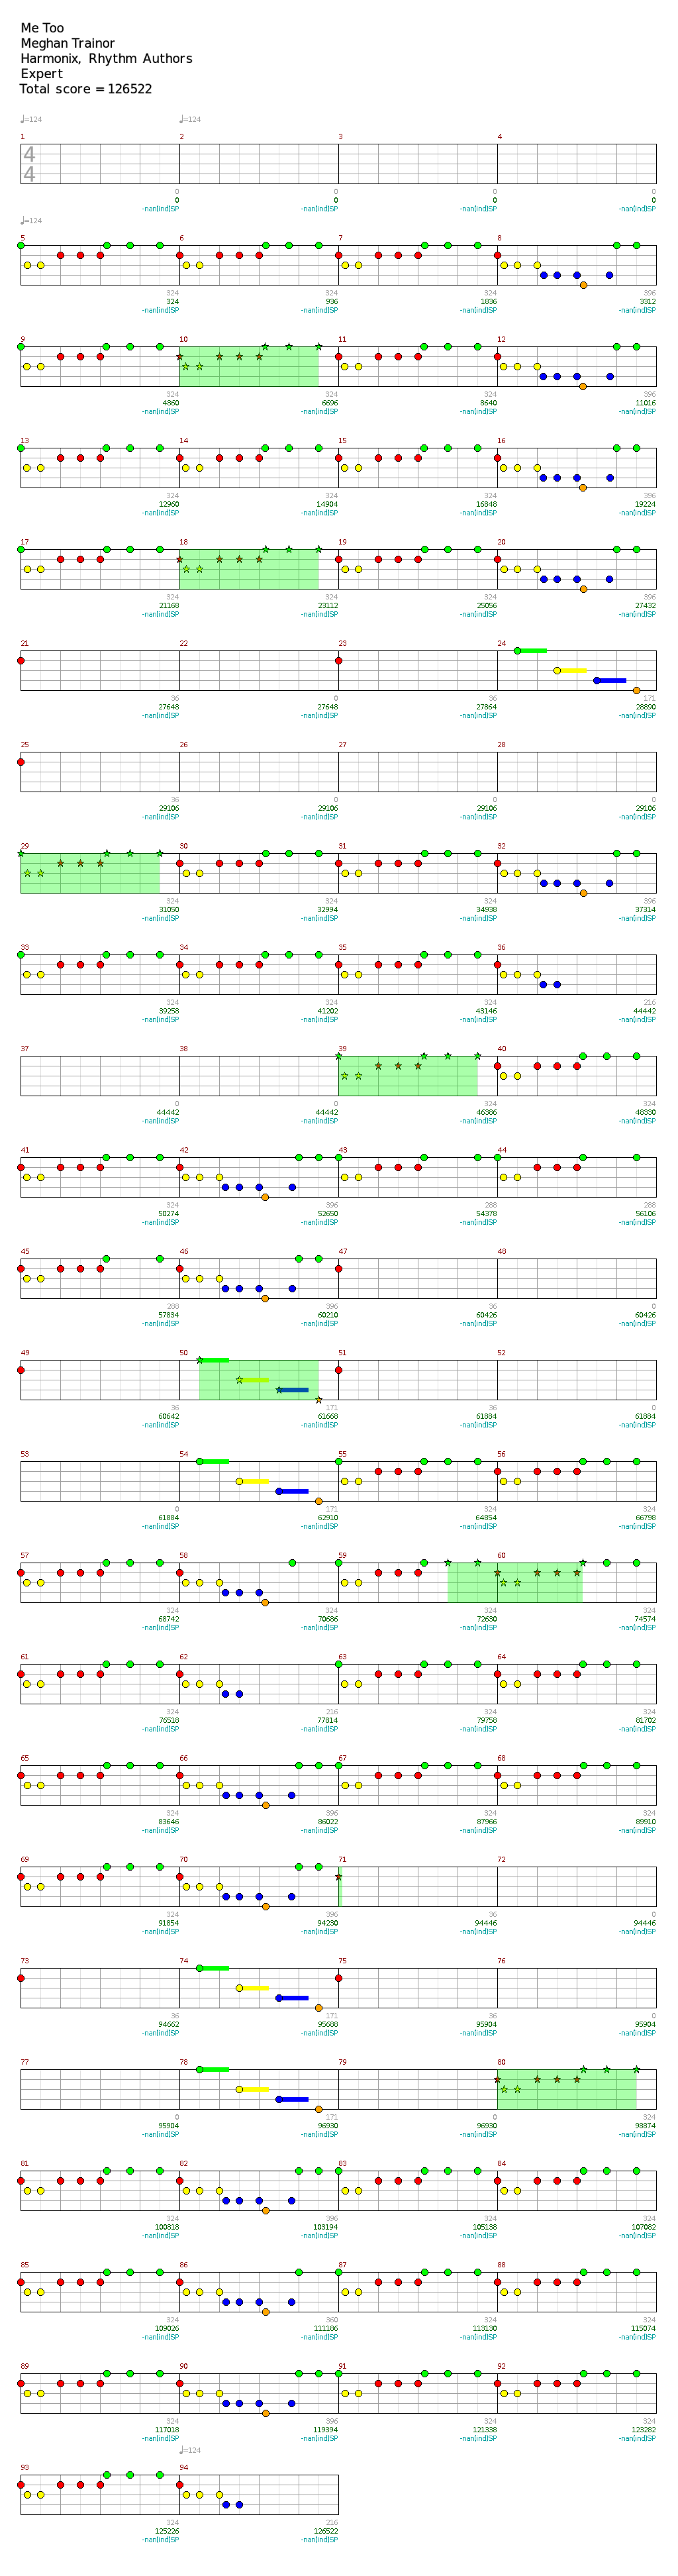 Me Too
Meghan Trainor
Harmonix, Rhythm Authors
Expert
Total score = 126522
♩=124 ♩=124
1 2 3 4
4
4
0 0 0 0
0 0 0 0
-nan(ind)SP -nan(ind)SP -nan(ind)SP -nan(ind)SP
♩=124
5 6 7 8
324 324 324 396
324 936 1836 3312
-nan(ind)SP -nan(ind)SP -nan(ind)SP -nan(ind)SP
9 10 11 12
324 324 324 396
4860 6696 8640 11016
-nan(ind)SP -nan(ind)SP -nan(ind)SP -nan(ind)SP
13 14 15 16
324 324 324 396
12960 14904 16848 19224
-nan(ind)SP -nan(ind)SP -nan(ind)SP -nan(ind)SP
17 18 19 20
324 324 324 396
21168 23112 25056 27432
-nan(ind)SP -nan(ind)SP -nan(ind)SP -nan(ind)SP
21 22 23 24
36 0 36 171
27648 27648 27864 28890
-nan(ind)SP -nan(ind)SP -nan(ind)SP -nan(ind)SP
25 26 27 28
36 0 0 0
29106 29106 29106 29106
-nan(ind)SP -nan(ind)SP -nan(ind)SP -nan(ind)SP
29 30 31 32
324 324 324 396
31050 32994 34938 37314
-nan(ind)SP -nan(ind)SP -nan(ind)SP -nan(ind)SP
33 34 35 36
324 324 324 216
39258 41202 43146 44442
-nan(ind)SP -nan(ind)SP -nan(ind)SP -nan(ind)SP
37 38 39 40
0 0 324 324
44442 44442 46386 48330
-nan(ind)SP -nan(ind)SP -nan(ind)SP -nan(ind)SP
41 42 43 44
324 396 288 288
50274 52650 54378 56106
-nan(ind)SP -nan(ind)SP -nan(ind)SP -nan(ind)SP
45 46 47 48
288 396 36 0
57834 60210 60426 60426
-nan(ind)SP -nan(ind)SP -nan(ind)SP -nan(ind)SP
49 50 51 52
36 171 36 0
60642 61668 61884 61884
-nan(ind)SP -nan(ind)SP -nan(ind)SP -nan(ind)SP
53 54 55 56
0 171 324 324
61884 62910 64854 66798
-nan(ind)SP -nan(ind)SP -nan(ind)SP -nan(ind)SP
57 58 59 60
324 324 324 324
68742 70686 72630 74574
-nan(ind)SP -nan(ind)SP -nan(ind)SP -nan(ind)SP
61 62 63 64
324 216 324 324
76518 77814 79758 81702
-nan(ind)SP -nan(ind)SP -nan(ind)SP -nan(ind)SP
65 66 67 68
324 396 324 324
83646 86022 87966 89910
-nan(ind)SP -nan(ind)SP -nan(ind)SP -nan(ind)SP
69 70 71 72
324 396 36 0
91854 94230 94446 94446
-nan(ind)SP -nan(ind)SP -nan(ind)SP -nan(ind)SP
73 74 75 76
36 171 36 0
94662 95688 95904 95904
-nan(ind)SP -nan(ind)SP -nan(ind)SP -nan(ind)SP
77 78 79 80
0 171 0 324
95904 96930 96930 98874
-nan(ind)SP -nan(ind)SP -nan(ind)SP -nan(ind)SP
81 82 83 84
324 396 324 324
100818 103194 105138 107082
-nan(ind)SP -nan(ind)SP -nan(ind)SP -nan(ind)SP
85 86 87 88
324 360 324 324
109026 111186 113130 115074
-nan(ind)SP -nan(ind)SP -nan(ind)SP -nan(ind)SP
89 90 91 92
324 396 324 324
117018 119394 121338 123282
-nan(ind)SP -nan(ind)SP -nan(ind)SP -nan(ind)SP
♩=124
93 94
324 216
125226 126522
-nan(ind)SP -nan(ind)SP